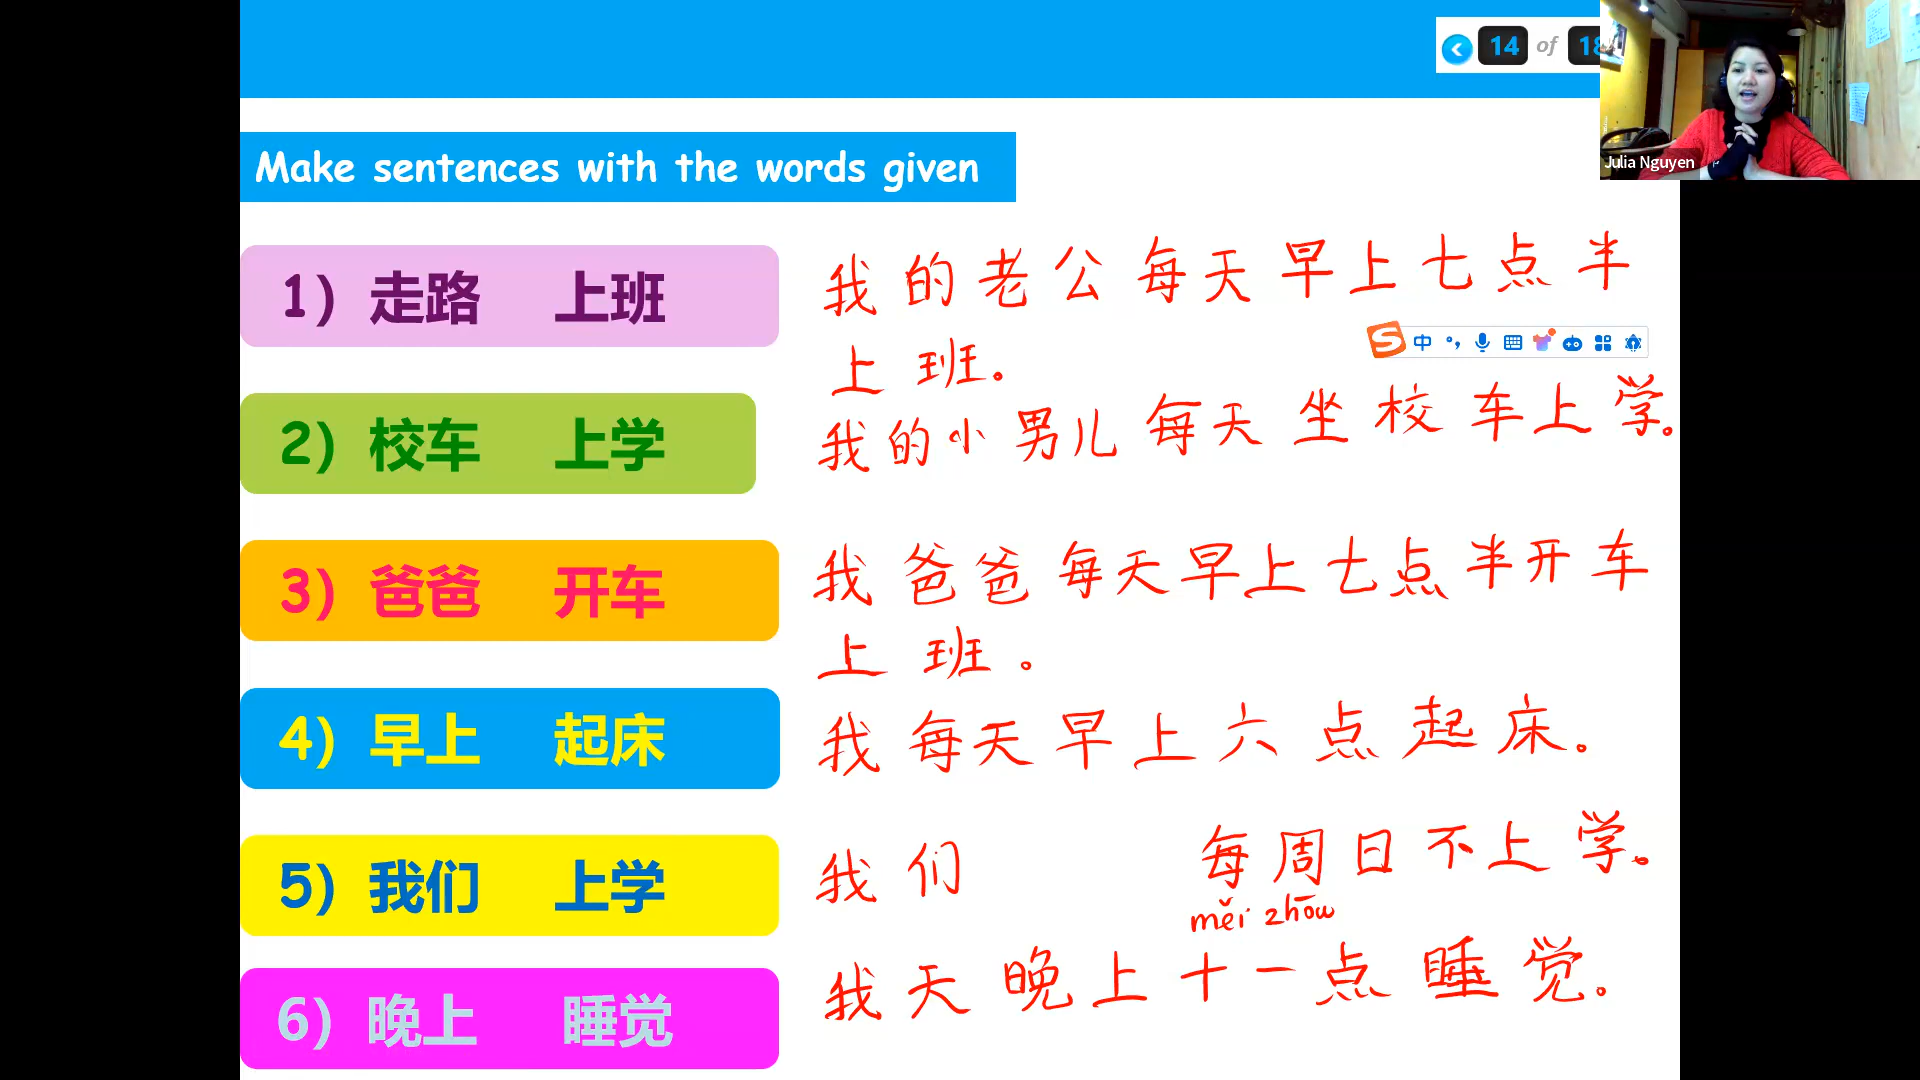 14 of 18
Julia Nguyen
Make sentences with the words given
1) 走路 上班
我的老公每天早上七点半
中
上班。
2) 校车 上学
我的小男儿每天坐校车上学。
3) 爸爸 开车
我爸爸每天早上七点半开车
上班。
4) 早上 起床
我每天早上六点起床。
5) 我们 上学
我们 每周日不上学。
měi zhōu
6) 晚上 睡觉
我天晚上十一点睡觉。